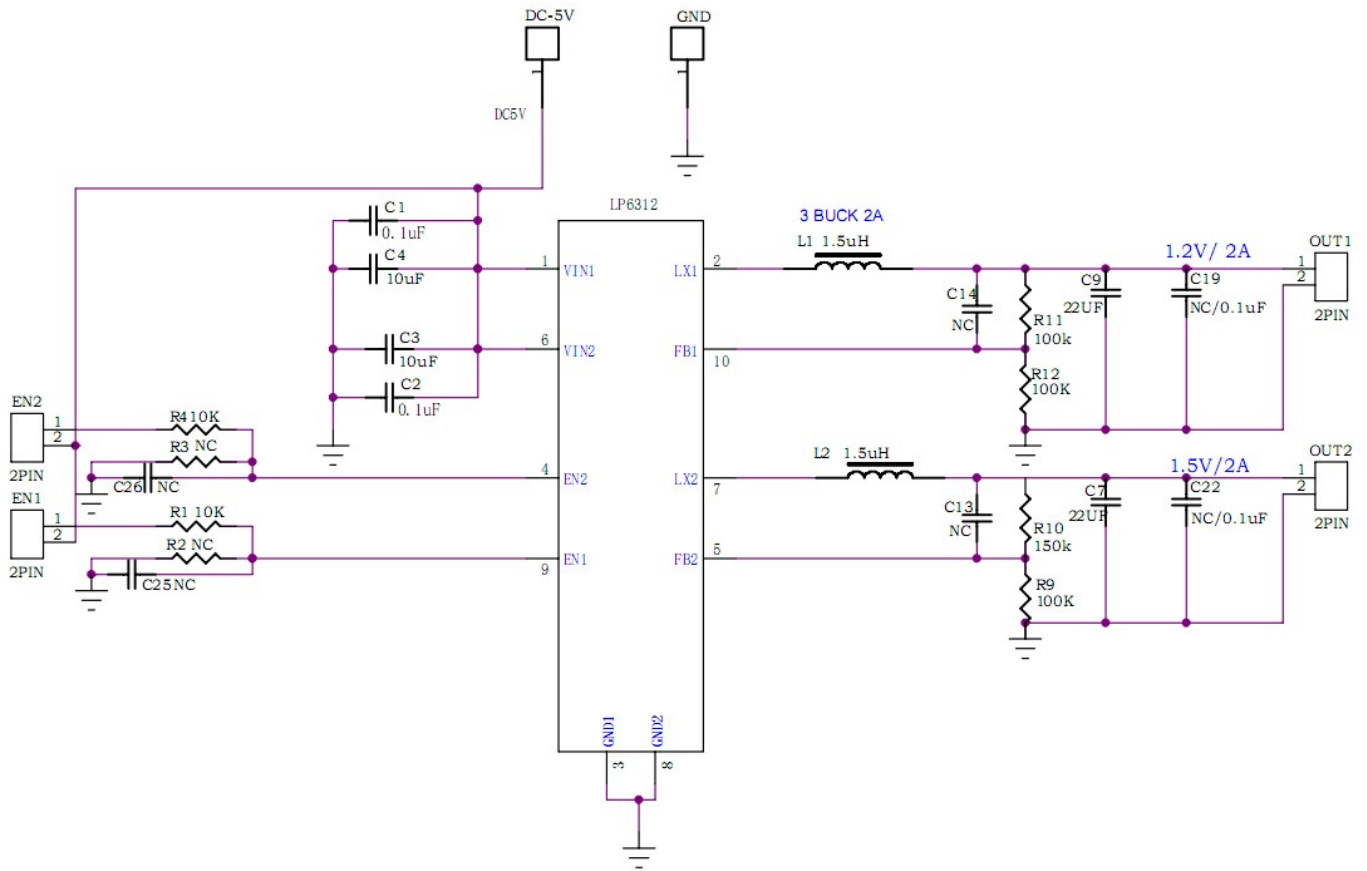 DC-5V
GND
1
1
DC5V
LP6312
3 BUCK 2A
L1 1.5uH
1.2V/ 2A
OUT1
C1
0.1uF
C4
10uF
1
VIN1
LX1
2
C14
NC
R11
100k
C9
22UF
C19
NC/0.1uF
1
2
2PIN
C3
10uF
6
VIN2
FB1
10
C2
0.1uF
R12
100K
EN2
1
2
2PIN
R4 10K
R3 NC
C26 NC
4
EN2
LX2
7
L2 1.5uH
1.5V/2A
OUT2
1
2
2PIN
C13
NC
R10
150k
C7
22UF
C22
NC/0.1uF
EN1
1
2
2PIN
R1 10K
R2 NC
C25 NC
9
EN1
FB2
5
R9
100K
GND1
GND2
3
8